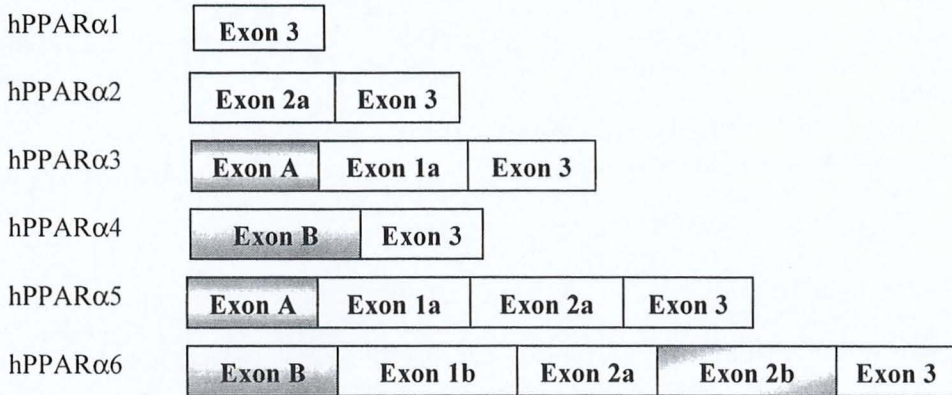 hPPARα1 Exon 3
hPPARα2 Exon 2a Exon 3
hPPARα3 Exon A Exon 1a Exon 3
hPPARα4 Exon B Exon 3
hPPARα5 Exon A Exon 1a Exon 2a Exon 3
hPPARα6 Exon B Exon 1b Exon 2a Exon 2b Exon 3